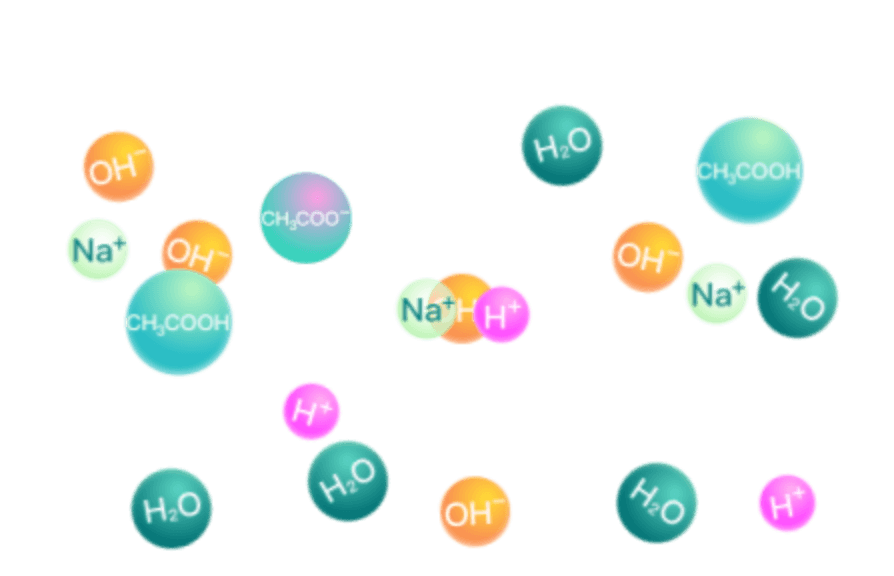 H₂O
OH⁻
CH₃COOH
CH₃COO⁻
Na⁺
OH⁻
OH⁻
Na⁺
H₂O
CH₃COOH
Na⁺
H
H⁺
H⁺
H₂O
H₂O
OH⁻
H₂O
H⁺